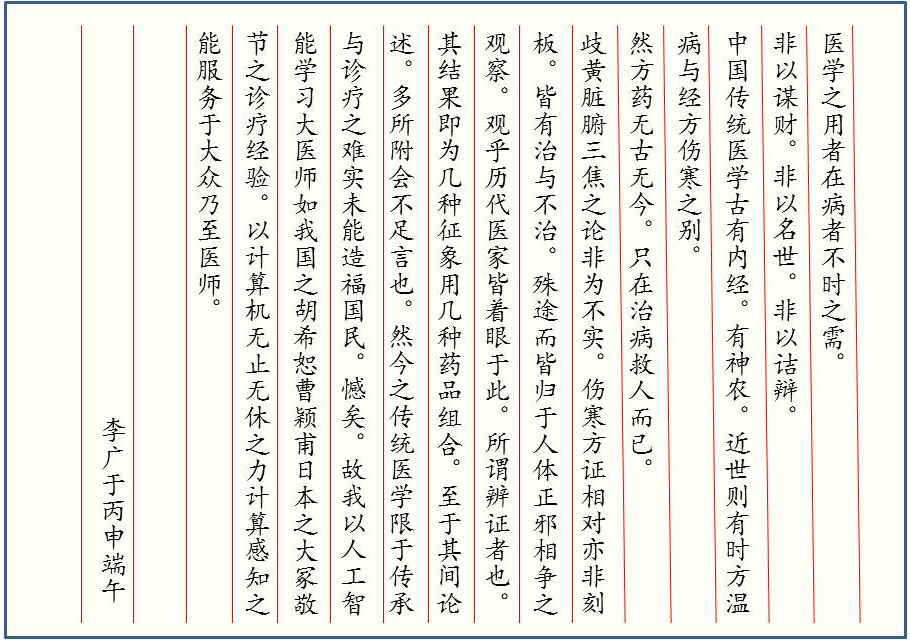 医学之用者在病者不时之需。
非以谋财。非以名世。非以诘辩。
中国传统医学古有内经。有神农。近世则有时方温
病与经方伤寒之别。
然方药无古无今。只在治病救人而已。
歧黄脏腑三焦之论非为不实。伤寒方证相对亦非刻
板。皆有治与不治。殊途而皆归于人体正邪相争之
观察。观乎历代医家皆着眼于此。所谓辨证者也。
其结果即为几种征象用几种药品组合。至于其间论
述。多所附会不足言也。然今之传统医学限于传承
与诊疗之难实未能造福国民。憾矣。故我以人工智
能学习大医师如我国之胡希恕曹颖甫日本之大冢敬
节之诊疗经验。以计算机无止无休之力计算感知之
能服务于大众乃至医师。
李广于丙申端午